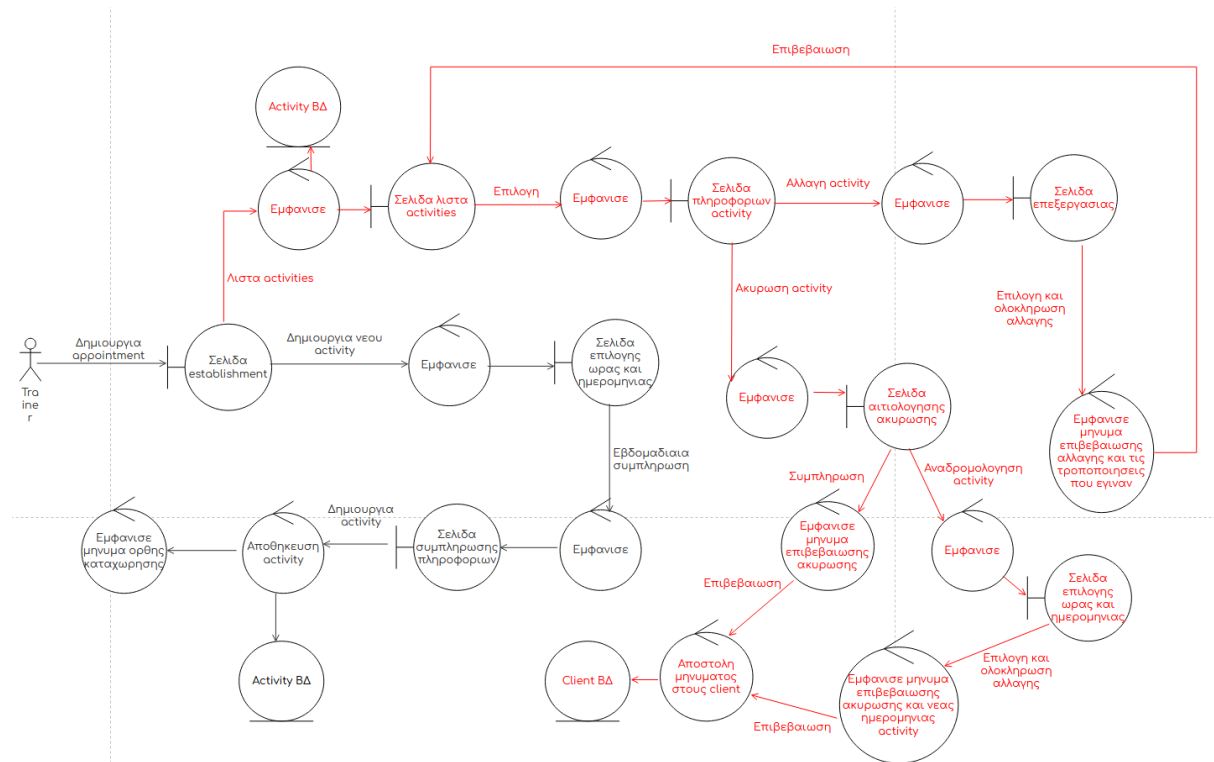 Επιβεβαιωση
Activity ΒΔ
Εμφανισε
Σελιδα λιστα
activities
Επιλογη
Εμφανισε
Σελιδα
πληροφοριων
activity
Αλλαγη activity
Εμφανισε
Σελιδα
επεξεργασιας
Λιστα activities
Ακυρωση activity
Επιλογη και
ολοκληρωση
αλλαγης
Tra
ine
r
Δημιουργια
appointment
Σελιδα
establishment
Δημιουργια νεου
activity
Εμφανισε
Σελιδα
επιλογης
ωρας και
ημερομηνιας
Εμφανισε
Σελιδα
αιτιολογησης
ακυρωσης
Εμφανισε
μηνυμα
επιβεβαιωσης
αλλαγης και τις
τροποποιησεις
που εγιναν
Εβδομαδιαια
συμπληρωση
Συμπληρωση
Αναδρομολογηση
activity
Εμφανισε
μηνυμα ορθης
καταχωρησης
Αποθηκευση
activity
Δημιουργια
activity
Σελιδα
συμπληρωσης
πληροφοριων
Εμφανισε
Εμφανισε
μηνυμα
επιβεβαιωσης
ακυρωσης
Εμφανισε
Σελιδα
επιλογης
ωρας και
ημερομηνιας
Επιβεβαιωση
Επιλογη και
ολοκληρωση
αλλαγης
Activity ΒΔ
Client ΒΔ
Αποστολη
μηνυματος
στους client
Εμφανισε μηνυμα
επιβεβαιωσης
ακυρωσης και νεας
ημερομηνιας
activity
Επιβεβαιωση